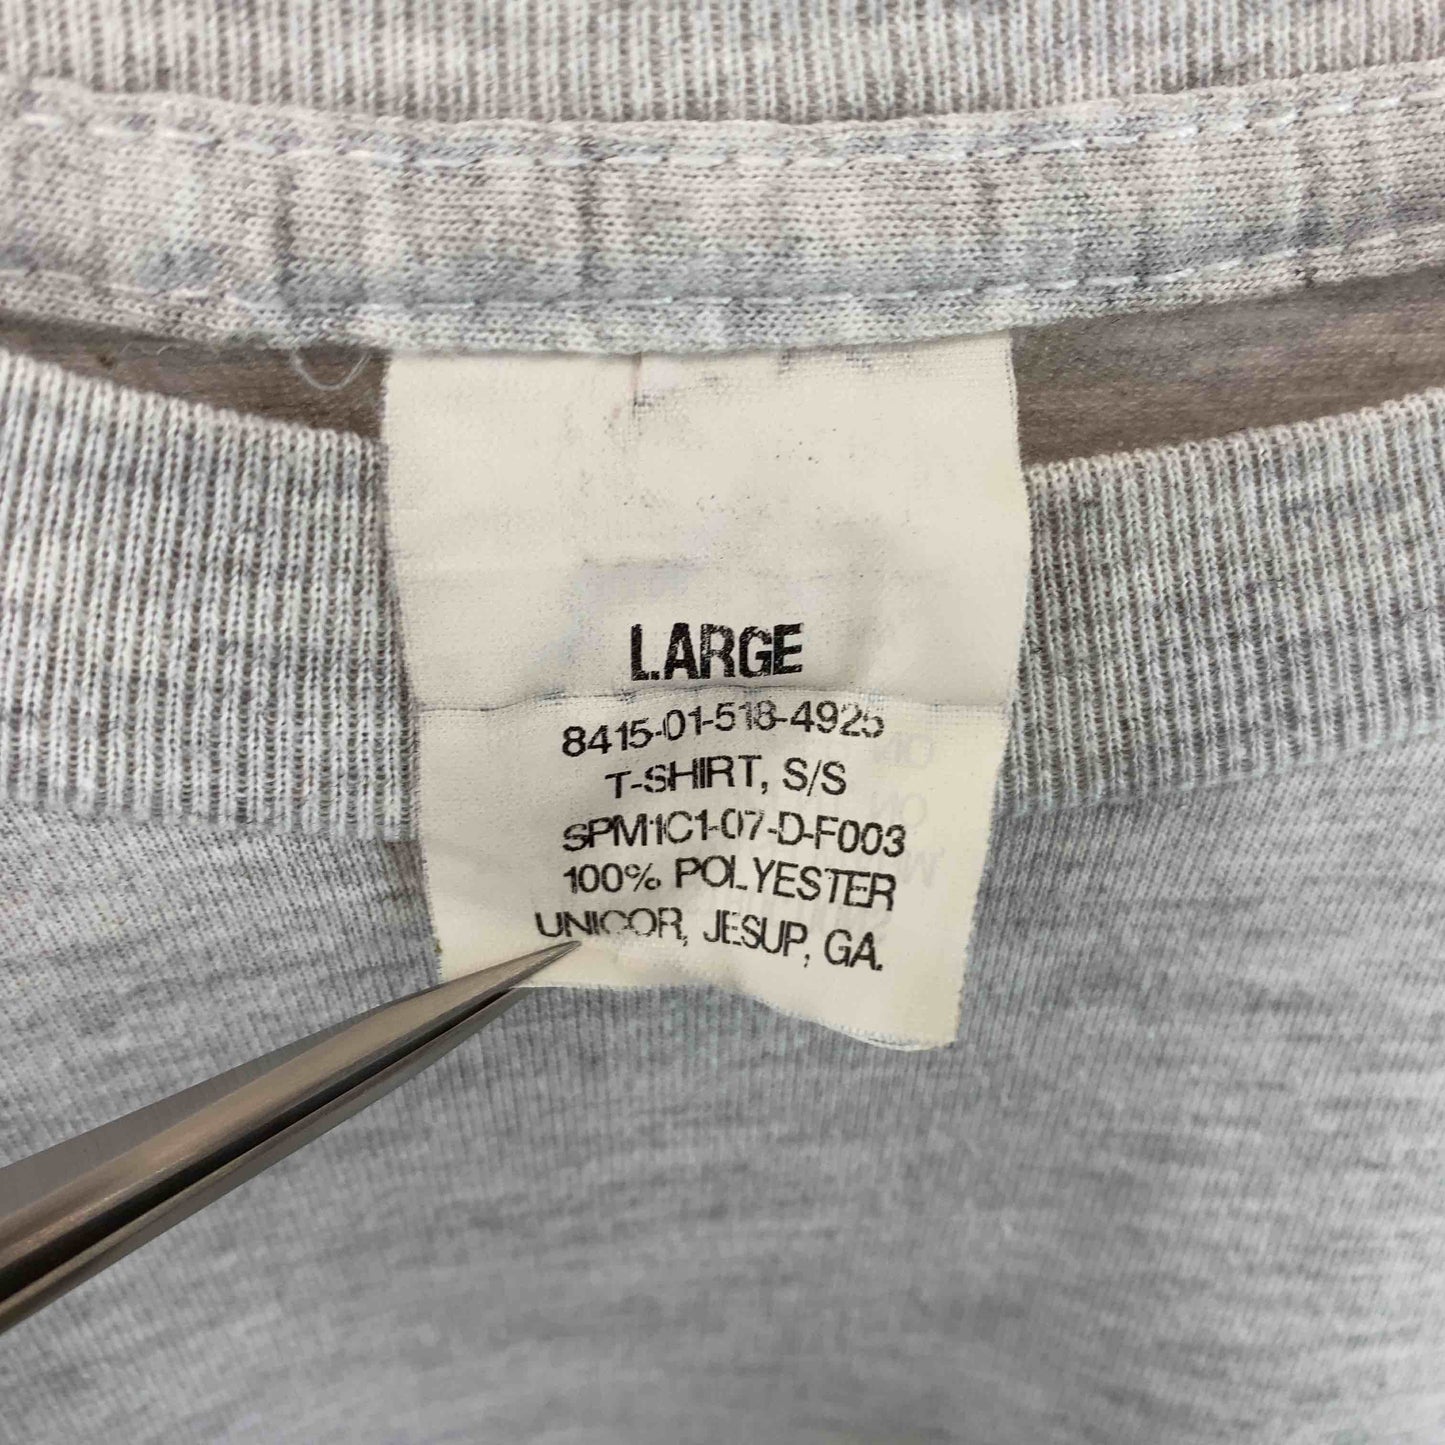 LARGE
8415-01-518-4925
T-SHIRT, S/S
SPM1C1-07-D-F003
100% POLYESTER
UNICOR, JESUP, GA.